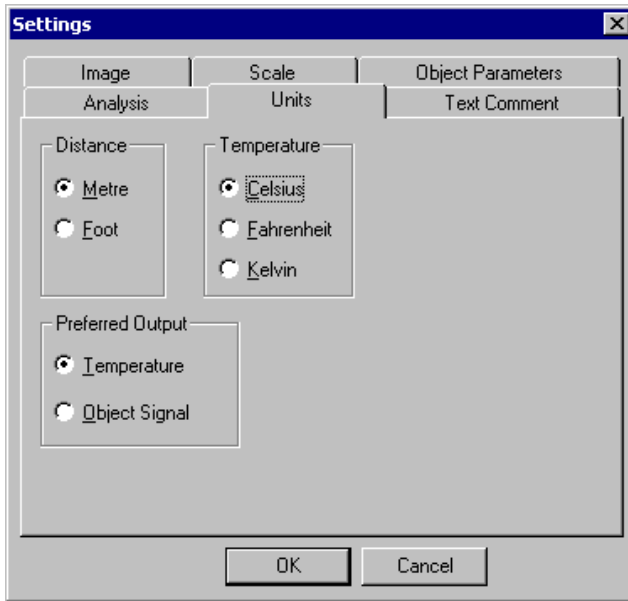 Settings
Image Scale Object Parameters
Analysis Units Text Comment
Distance
Metre
Foot
Temperature
Celsius
Fahrenheit
Kelvin
Preferred Output
Temperature
Object Signal
OK Cancel